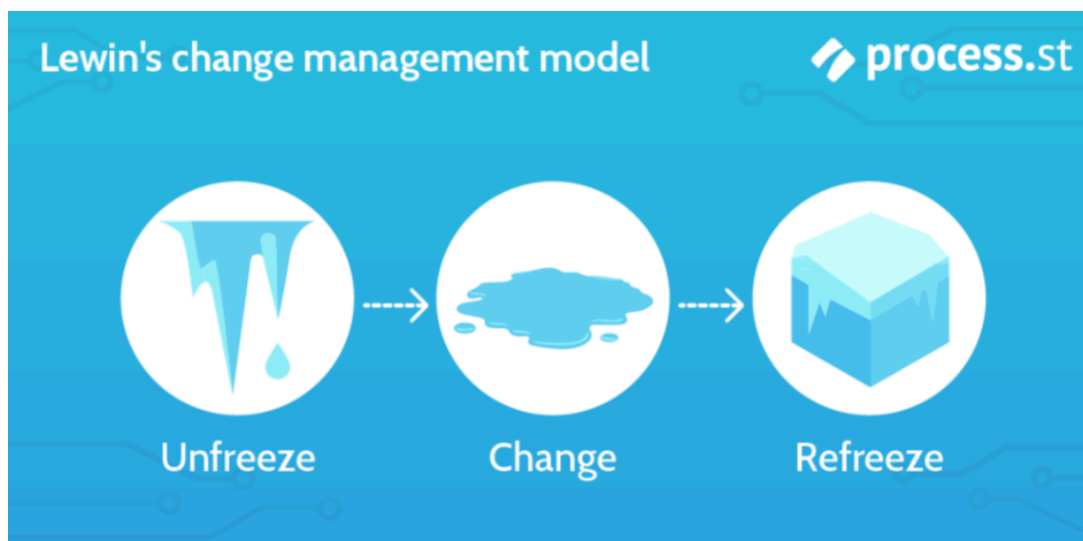 Lewin's change management model
process.st
Unfreeze
Change
Refreeze